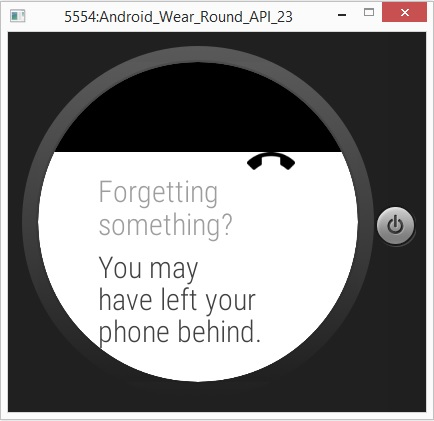 5554:Android_Wear_Round_API_23
Forgetting
something?
You may
have left your
phone behind.